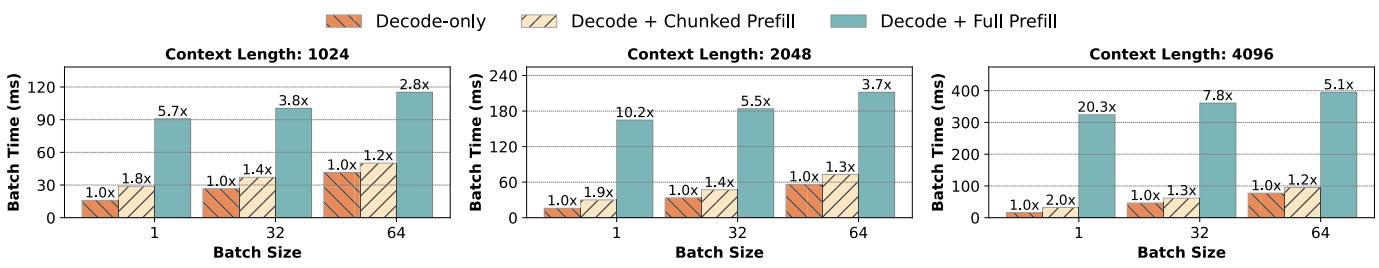 Decode-only Decode + Chunked Prefill Decode + Full Prefill
Context Length: 1024
Batch Time (ms)
120
90
60
30
0
1.0x 1.8x 5.7x
1.0x 1.4x 3.8x
1.0x 1.2x 2.8x
1 32 64
Batch Size
Context Length: 2048
Batch Time (ms)
240
180
120
60
0
1.0x 1.9x 10.2x
1.0x 1.4x 5.5x
1.0x 1.3x 3.7x
1 32 64
Batch Size
Context Length: 4096
Batch Time (ms)
400
300
200
100
0
1.0x 2.0x 20.3x
1.0x 1.3x 7.8x
1.0x 1.2x 5.1x
1 32 64
Batch Size